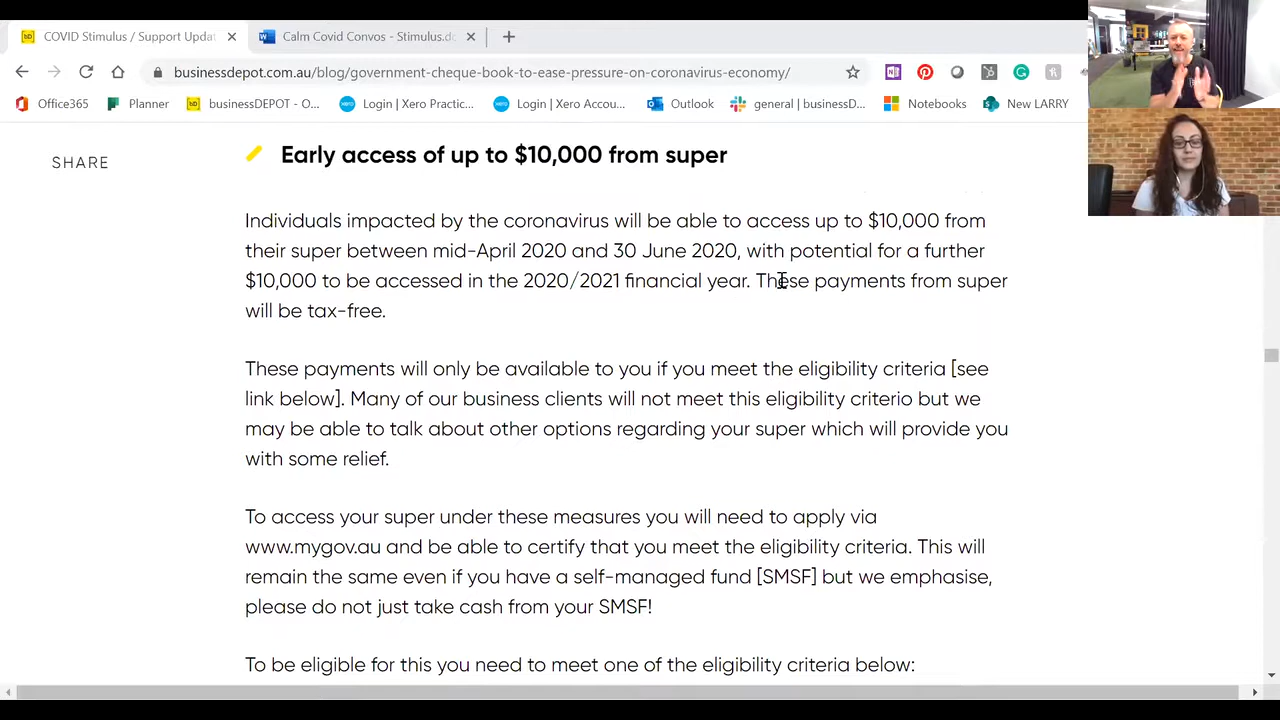 COVID Stimulus / Support Updat
Calm Covid Convos - Stimulus.dc
businessdepot.com.au/blog/government-cheque-book-to-ease-pressure-on-coronavirus-economy/
Office365 Planner businessDEPOT - O... Login | Xero Practic... Login | Xero Accou... Outlook general | businessD... Notebooks New LARRY
SHARE
Early access of up to $10,000 from super
Individuals impacted by the coronavirus will be able to access up to $10,000 from
their super between mid-April 2020 and 30 June 2020, with potential for a further
$10,000 to be accessed in the 2020/2021 financial year. These payments from super
will be tax-free.
These payments will only be available to you if you meet the eligibility criteria [see
link below]. Many of our business clients will not meet this eligibility criterio but we
may be able to talk about other options regarding your super which will provide you
with some relief.
To access your super under these measures you will need to apply via
www.mygov.au and be able to certify that you meet the eligibility criteria. This will
remain the same even if you have a self-managed fund [SMSF] but we emphasise,
please do not just take cash from your SMSF!
To be eligible for this you need to meet one of the eligibility criteria below: